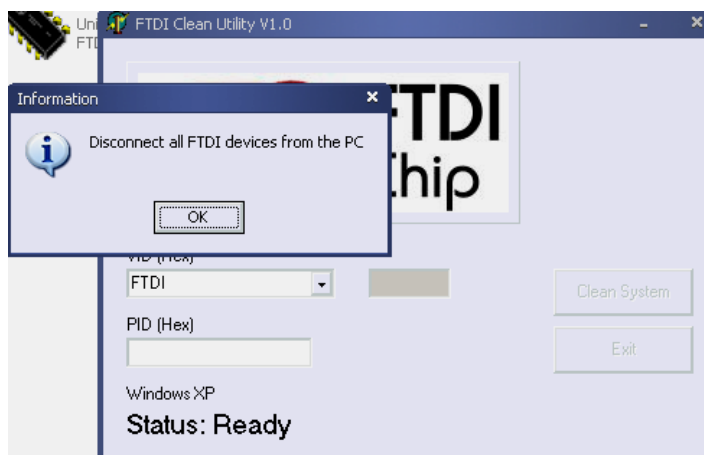 FTDI Clean Utility V1.0
Information
Disconnect all FTDI devices from the PC
OK
FTDI
FTDI
Clean System
PID (Hex)
Exit
Windows XP
Status: Ready